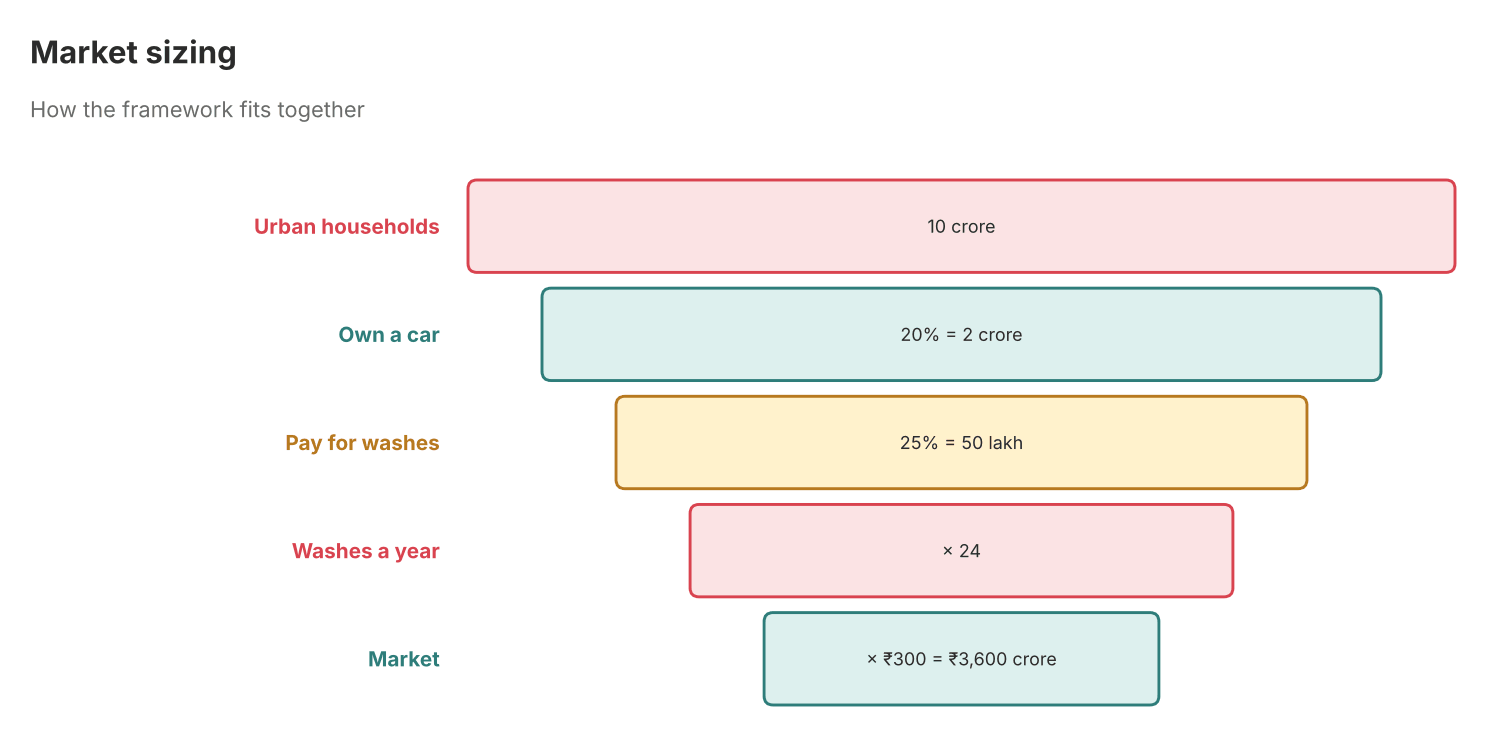 Market sizing
How the framework fits together
Urban households
10 crore
Own a car
20% = 2 crore
Pay for washes
25% = 50 lakh
Washes a year
× 24
Market
× ₹300 = ₹3,600 crore